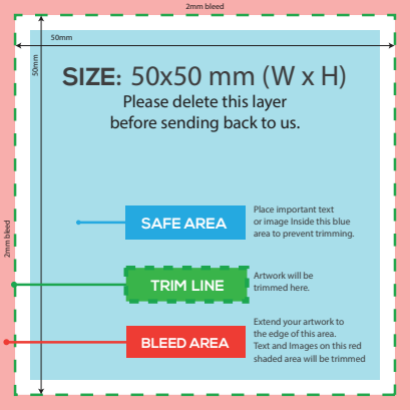 2mm bleed
50mm
50mm
SIZE: 50x50 mm (W x H)
Please delete this layer
before sending back to us.
SAFE AREA
Place important text
or image Inside this blue
area to prevent trimming.
2mm bleed
TRIM LINE
Artwork will be
trimmed here.
BLEED AREA
Extend your artwork to
the edge of this area.
Text and Images on this red
shaded area will be trimmed